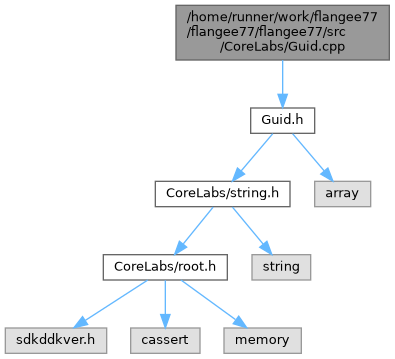 /home/runner/work/flangee77
/flangee77/flangee77/src
/CoreLabs/Guid.cpp
Guid.h
CoreLabs/string.h
array
CoreLabs/root.h
string
sdkddkver.h
cassert
memory